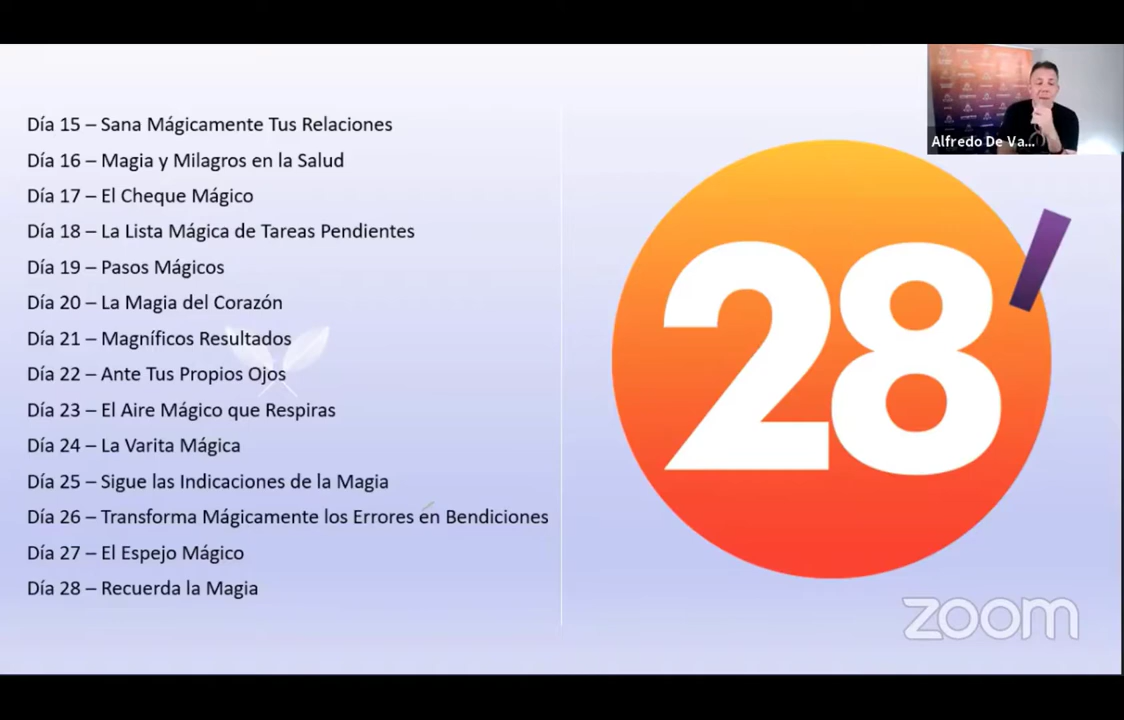 Día 15 – Sana Mágicamente Tus Relaciones
Día 16 – Magia y Milagros en la Salud
Día 17 – El Cheque Mágico
Día 18 – La Lista Mágica de Tareas Pendientes
Día 19 – Pasos Mágicos
Día 20 – La Magia del Corazón
Día 21 – Magníficos Resultados
Día 22 – Ante Tus Propios Ojos
Día 23 – El Aire Mágico que Respiras
Día 24 – La Varita Mágica
Día 25 – Sigue las Indicaciones de la Magia
Día 26 – Transforma Mágicamente los Errores en Bendiciones
Día 27 – El Espejo Mágico
Día 28 – Recuerda la Magia
28'
Alfredo De Va...
zoom